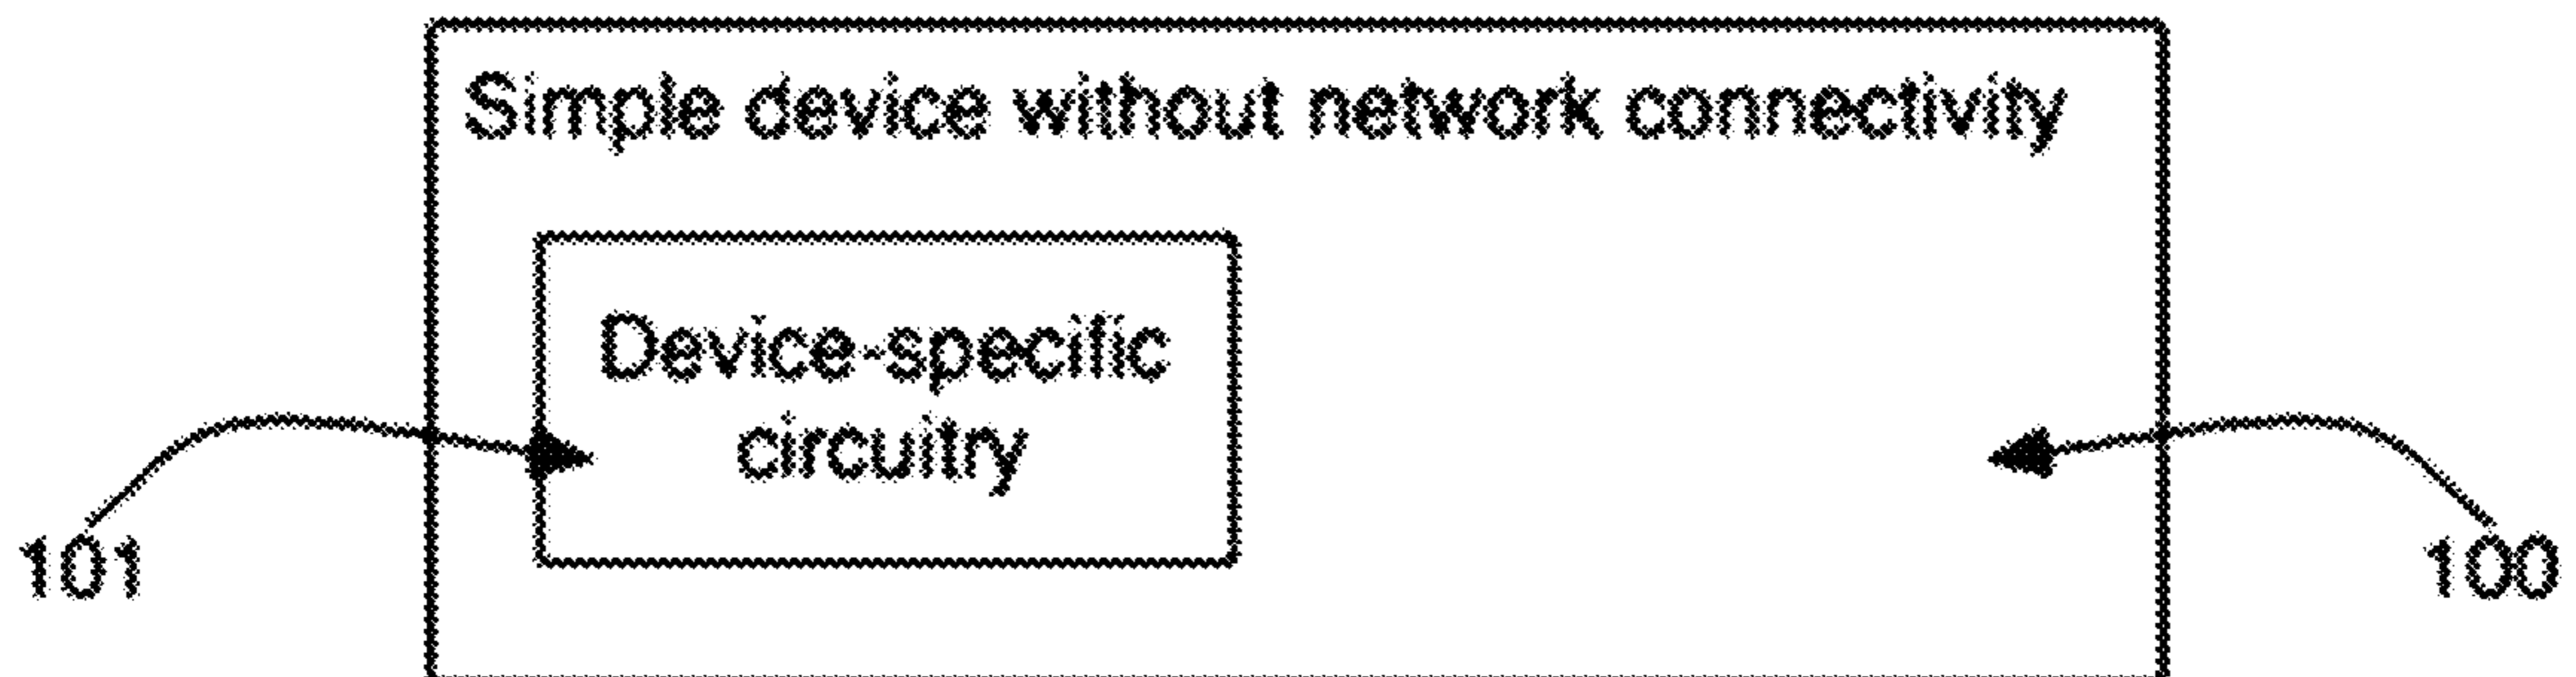 Simple device without network connectivity
Device-specific
circuitry
101
100